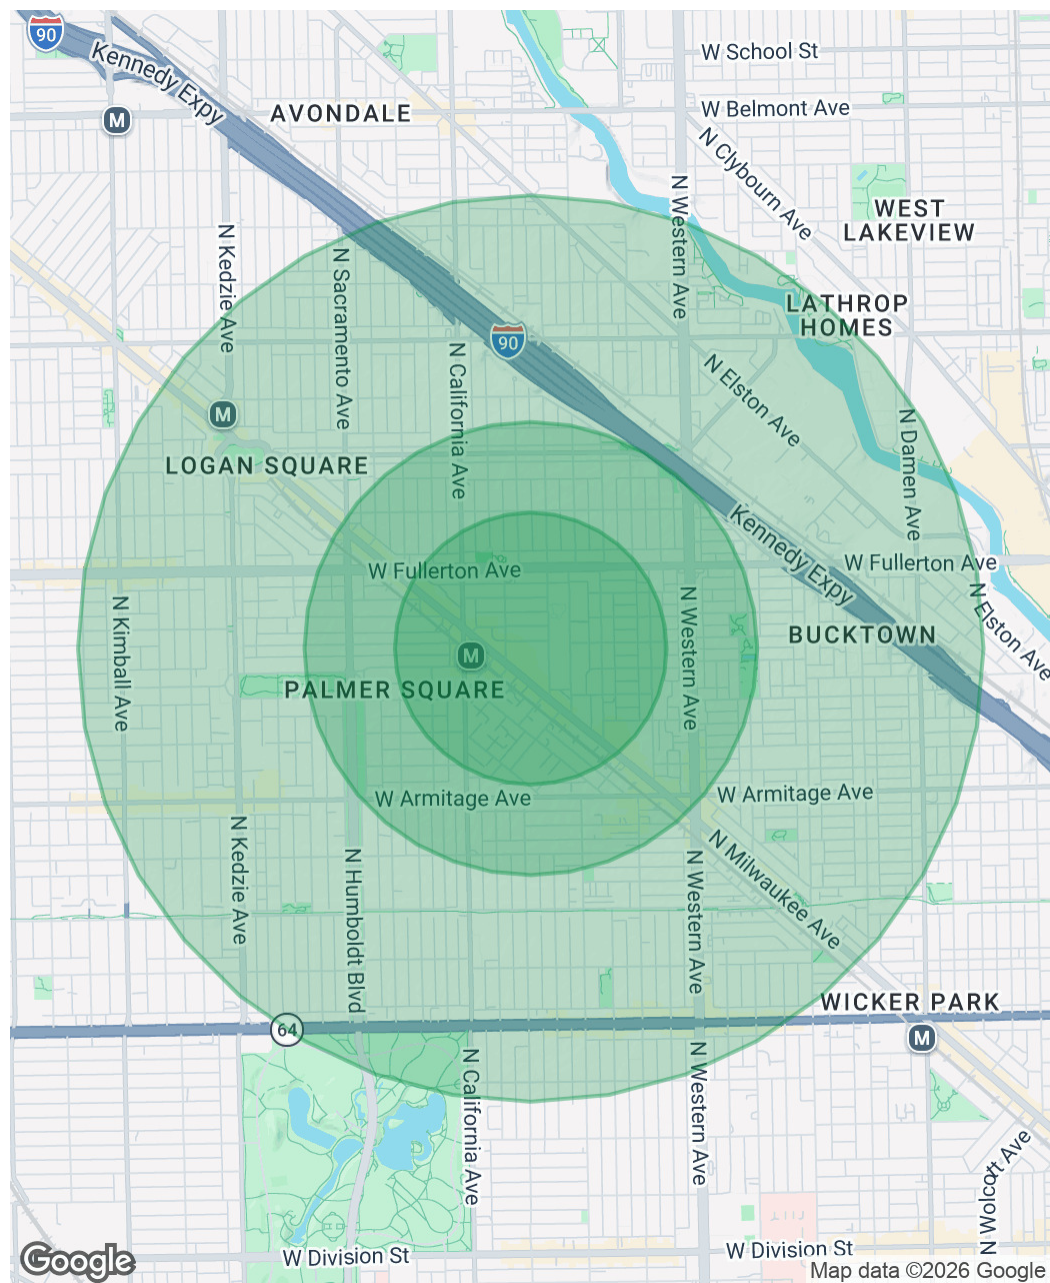 90
Kennedy Expy
W School St
AVONDALE
W Belmont Ave
M
N Clybourn Ave
N Western Ave
WEST
LAKEVIEW
N Kedzie Ave
N Sacramento Ave
LATHROP
HOMES
90
N California Ave
N Elston Ave
M
N Damen Ave
LOGAN SQUARE
Kennedy Expy
W Fullerton Ave
W Fullerton Ave
N Kimball Ave
N Western Ave
N Elston Ave
BUCKTOWN
M
PALMER SQUARE
W Armitage Ave
W Armitage Ave
N Kedzie Ave
N Humboldt Blvd
N Western Ave
N Milwaukee Ave
WICKER PARK
64
M
N California Ave
N Western Ave
N Wolcott Ave
W Division St
W Division St
Google
Map data ©2026 Google